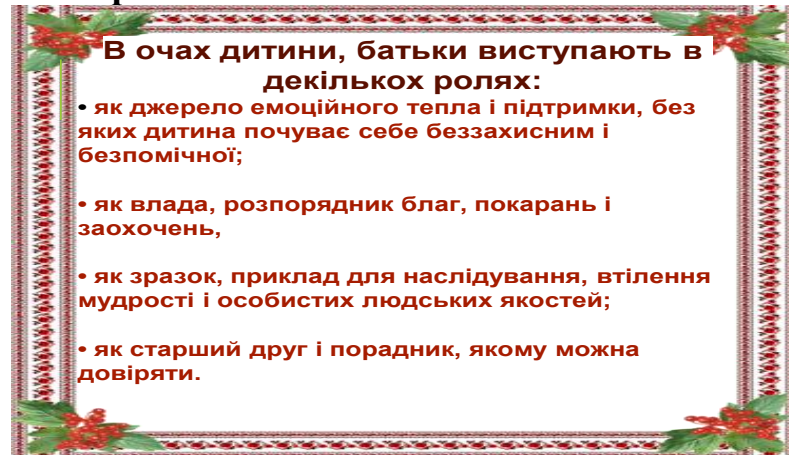 В очах дитини, батьки виступають в
декількох ролях:
• як джерело емоційного тепла і підтримки, без
яких дитина почуває себе беззахисним і
безпомічної;
• як влада, розпорядник благ, покарань і
заохочень,
• як зразок, приклад для наслідування, втілення
мудрості і особистих людських якостей;
• як старший друг і порадник, якому можна
довіряти.